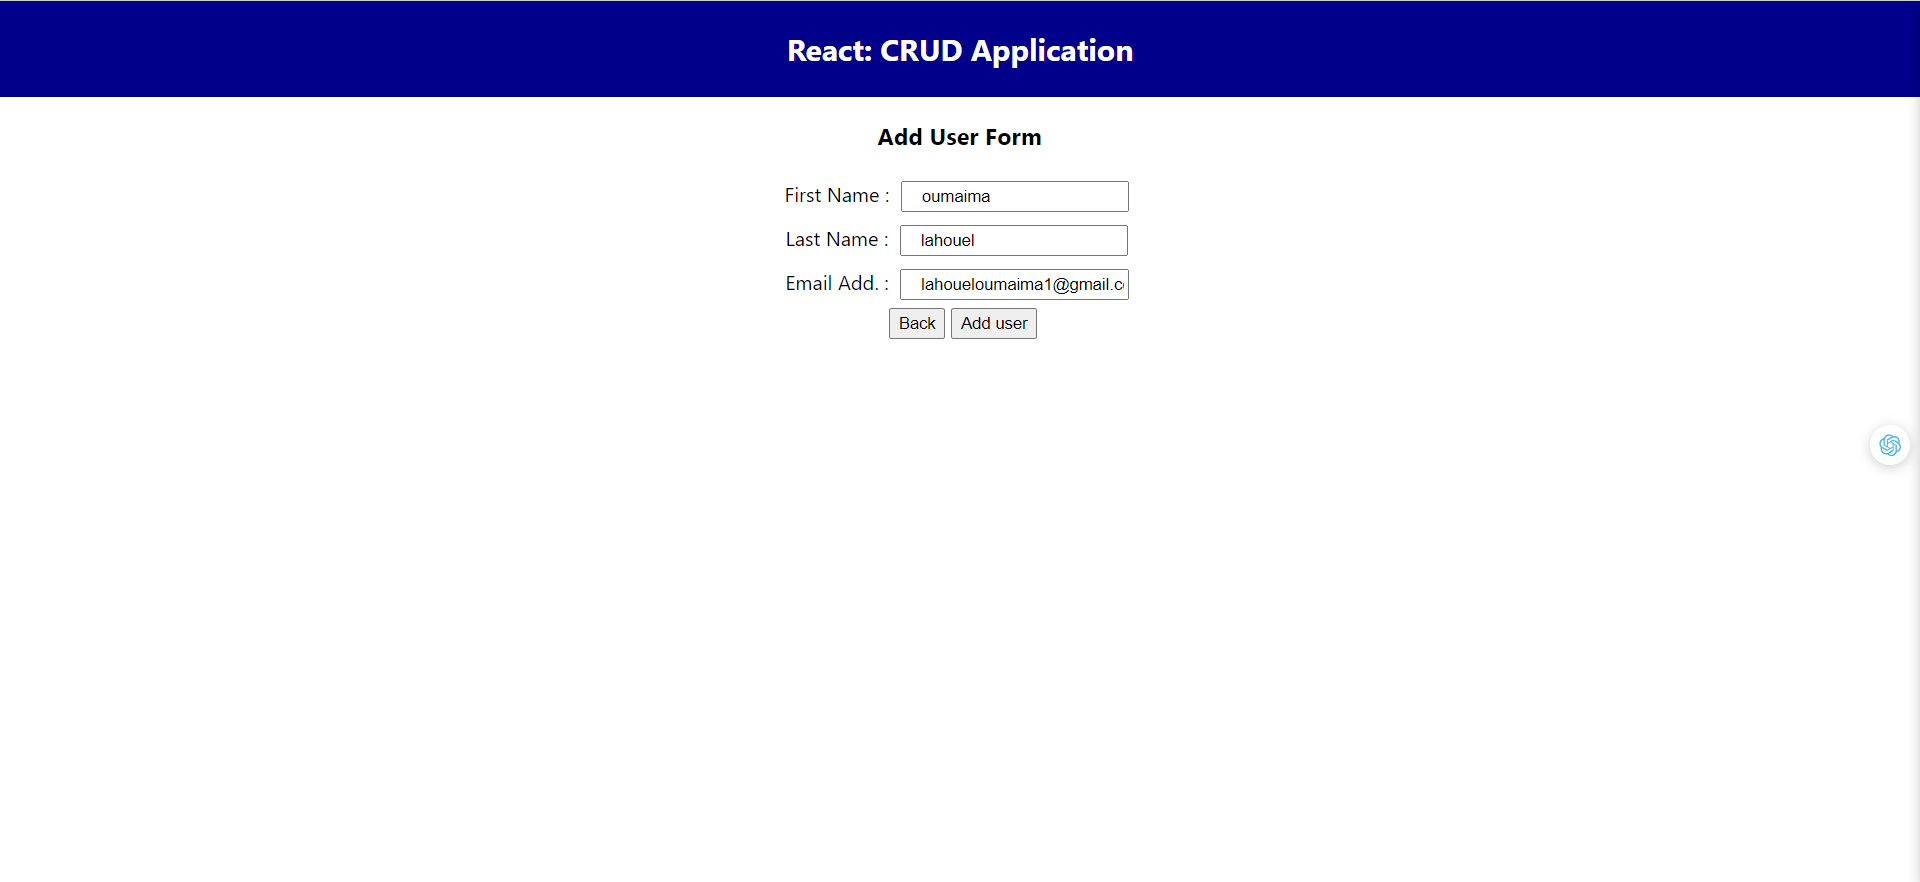 React: CRUD Application
Add User Form
First Name : oumaima
Last Name : lahouel
Email Add. : lahoueloumaima1@gmail.c
Back Add user